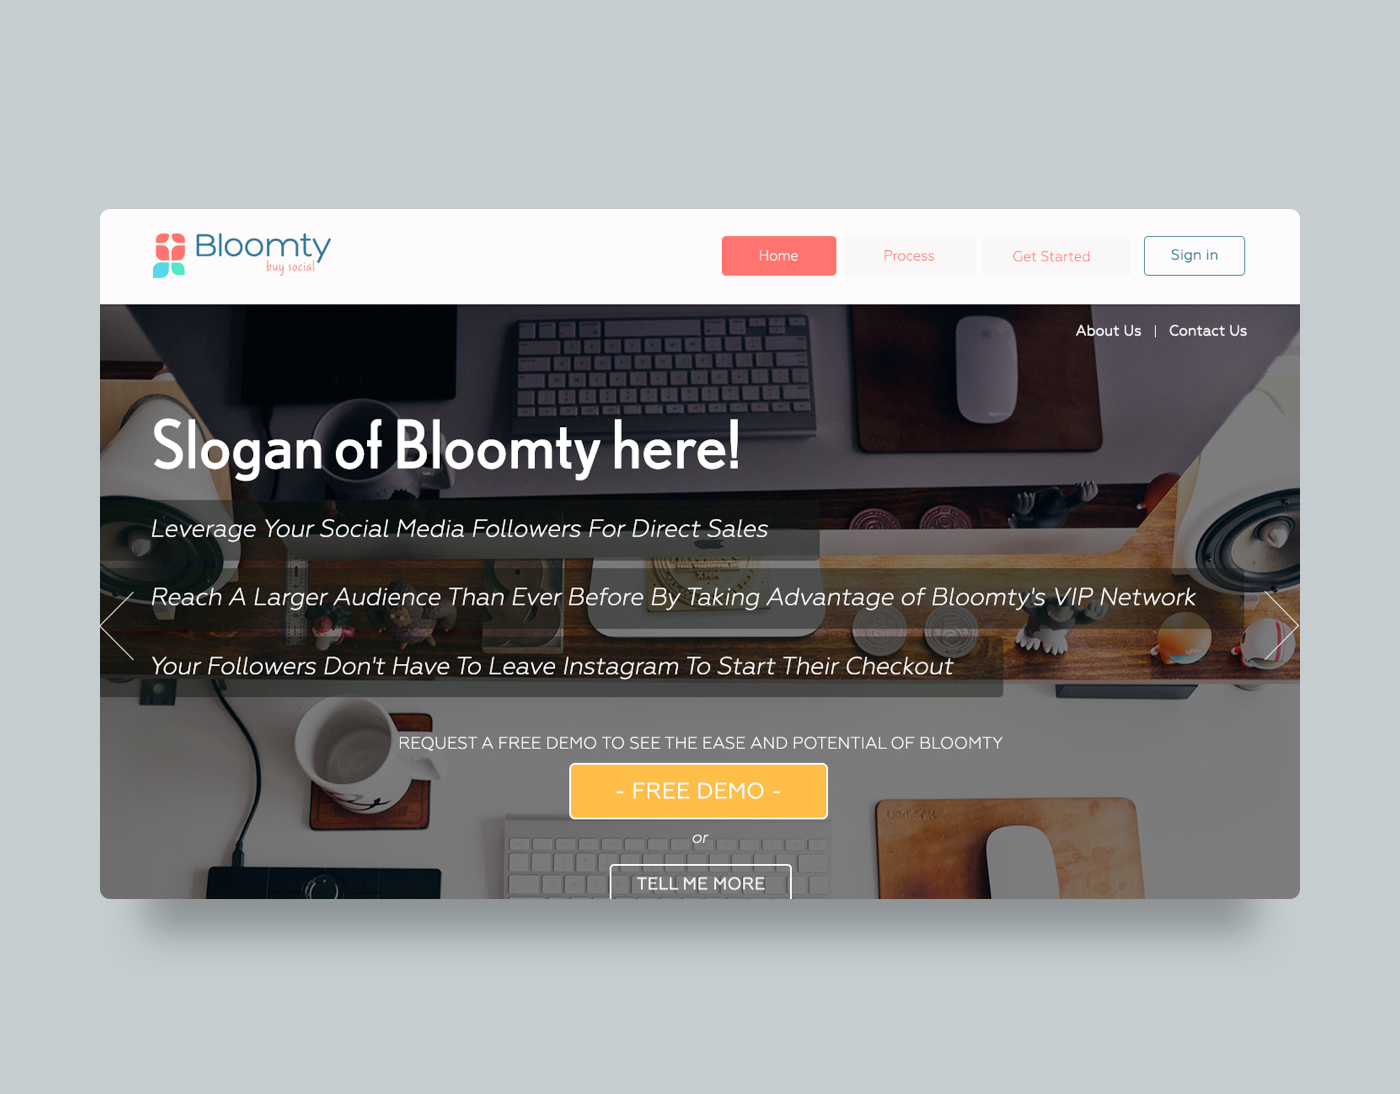 Bloomty
buy social
Home
Process
Get Started
Sign in
About Us | Contact Us
Slogan of Bloomty here!
Leverage Your Social Media Followers For Direct Sales
Reach A Larger Audience Than Ever Before By Taking Advantage of Bloomty's VIP Network
Your Followers Don't Have To Leave Instagram To Start Their Checkout
REQUEST A FREE DEMO TO SEE THE EASE AND POTENTIAL OF BLOOMTY
- FREE DEMO -
or
TELL ME MORE